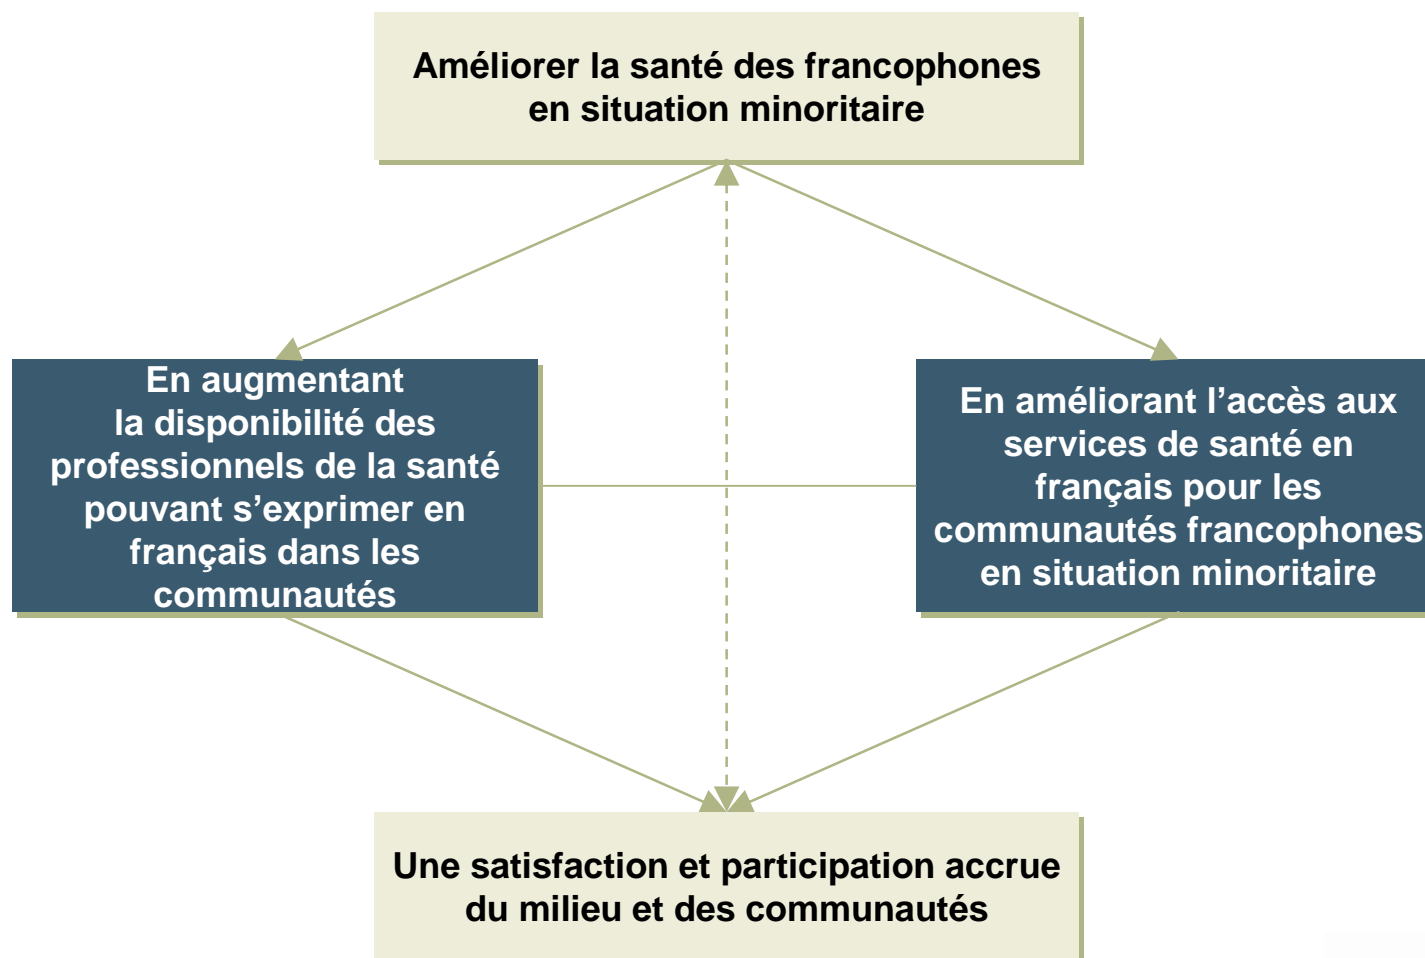 Améliorer la santé des francophones
en situation minoritaire
En augmentant
la disponibilité des
professionnels de la santé
pouvant s’exprimer en
français dans les
communautés
En améliorant l’accès aux
services de santé en
français pour les
communautés francophones
en situation minoritaire
Une satisfaction et participation accrue
du milieu et des communautés